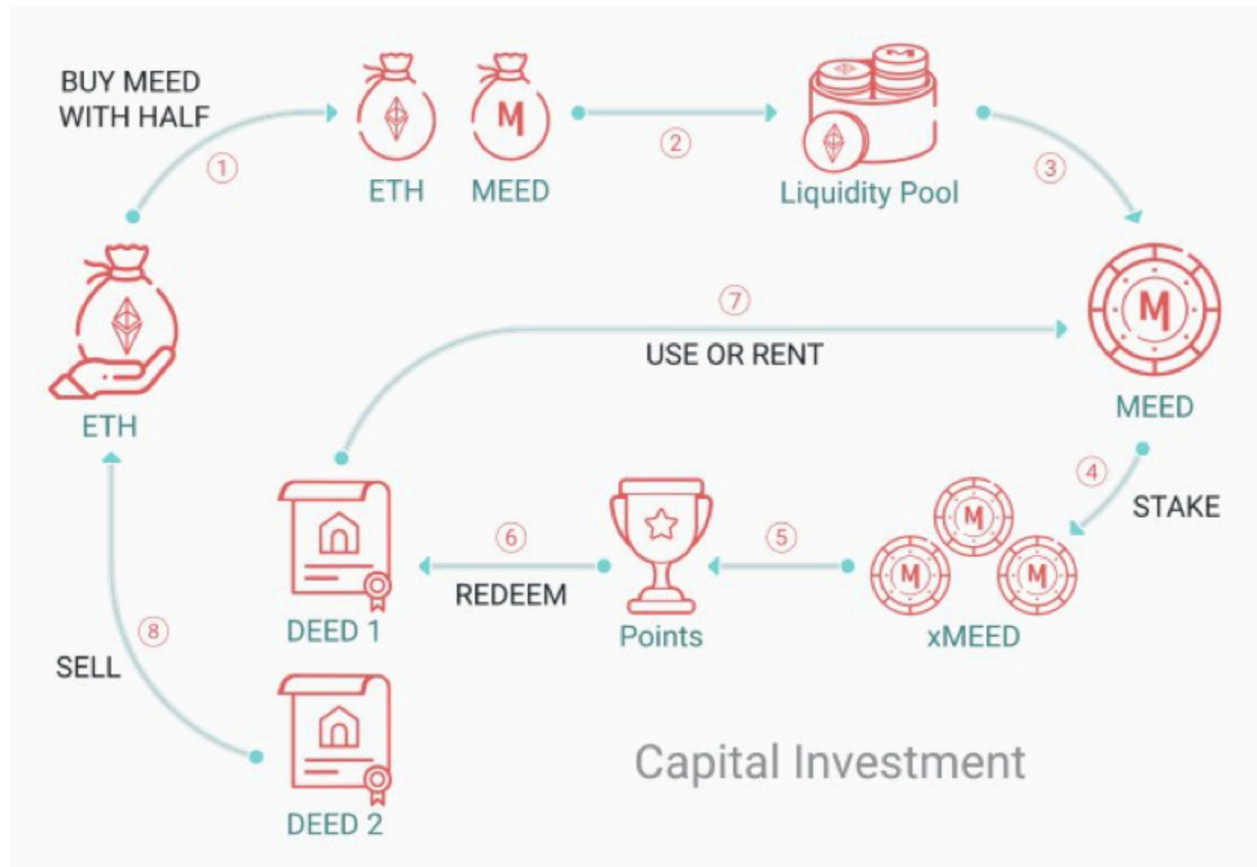 BUY MEED
WITH HALF
①
ETH
MEED
②
Liquidity Pool
③
ETH
M
M
MEED
⑦
USE OR RENT
④
STAKE
M
M
M
xMEED
⑤
Points
⑥
REDEEM
DEED 1
⑧
SELL
DEED 2
Capital Investment